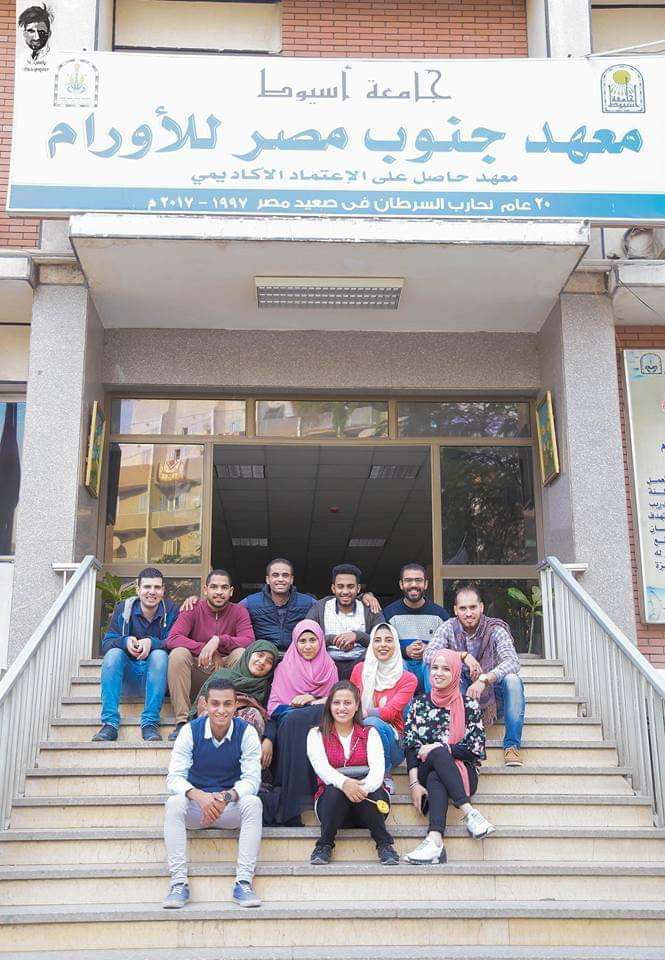 جامعة أسيوط
معهد جنوب مصر للأورام
معهد حاصل على الإعتماد الاكاديمي
٢٠ عام نحارب السرطان فى صعيد مصر ١٩٩٧ - ٢٠١٧ م